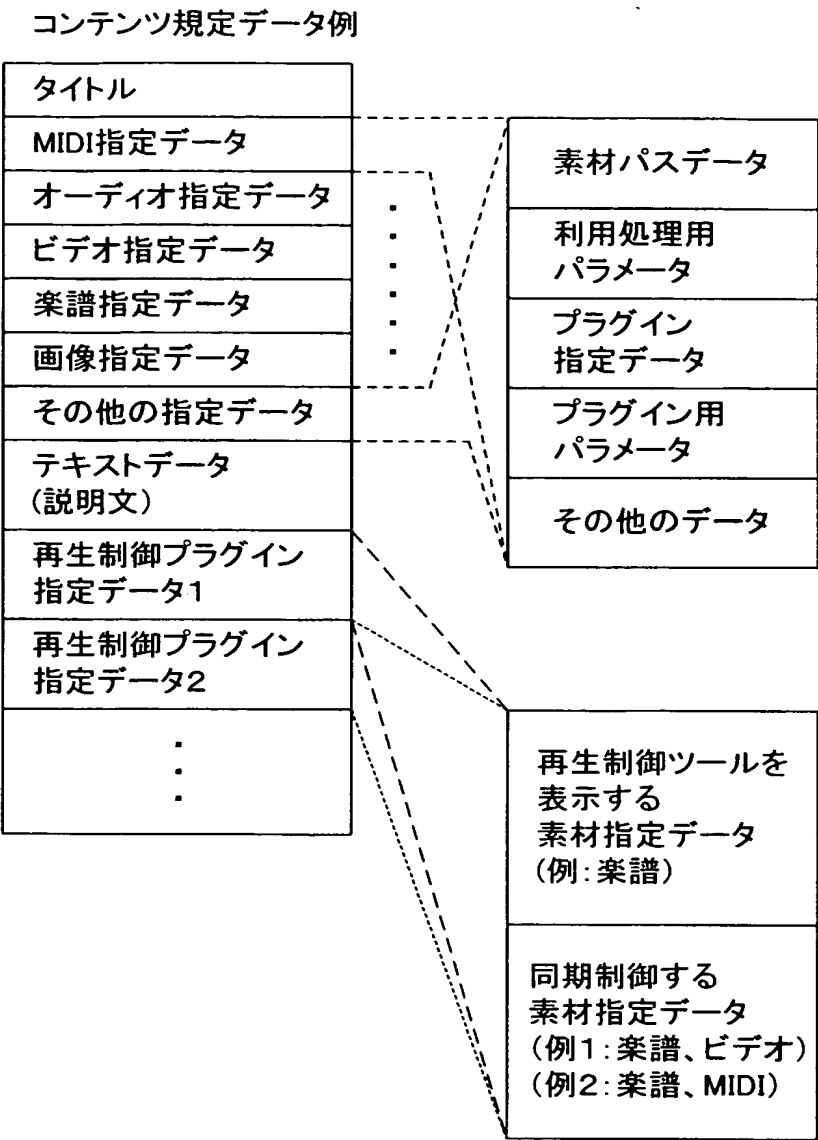 コンテンツ規定データ例
タイトル
MIDI指定データ
オーディオ指定データ
ビデオ指定データ
楽譜指定データ
画像指定データ
その他の指定データ
テキストデータ
(説明文)
再生制御プラグイン
指定データ1
再生制御プラグイン
指定データ2
素材パスデータ
利用処理用
パラメータ
プラグイン
指定データ
プラグイン用
パラメータ
その他のデータ
再生制御ツールを
表示する
素材指定データ
(例:楽譜)
同期制御する
素材指定データ
(例1:楽譜、ビデオ)
(例2:楽譜、MIDI)